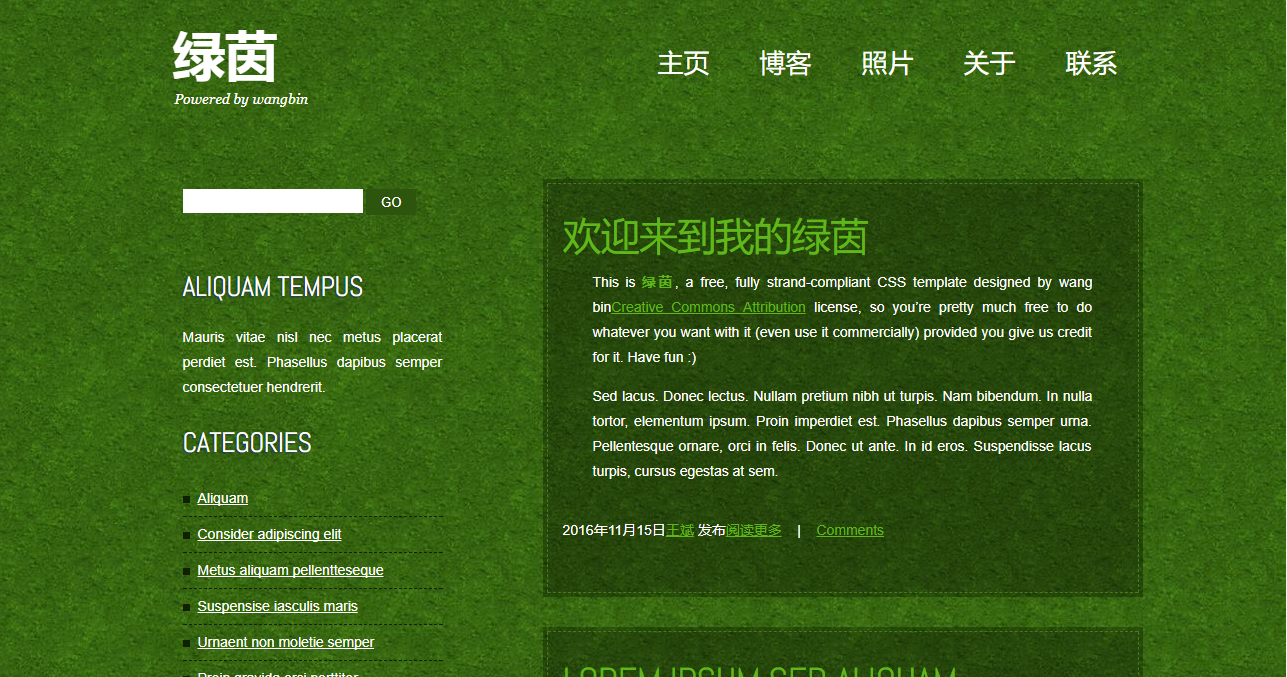 绿茵
Powered by wangbin
主页 博客 照片 关于 联系
GO
ALIQUAM TEMPUS
Mauris vitae nisl nec metus placerat
perdiet est. Phasellus dapibus semper
consectetuer hendrerit.
CATEGORIES
Aliquam
Consider adipiscing elit
Metus aliquam pellentteseque
Suspensise iasculis maris
Urnaent non moletie semper
Proin gravida orci porttitor
欢迎来到我的绿茵
This is 绿茵, a free, fully strand-compliant CSS template designed by wang
binCreative Commons Attribution license, so you’re pretty much free to do
whatever you want with it (even use it commercially) provided you give us credit
for it. Have fun :)
Sed lacus. Donec lectus. Nullam pretium nibh ut turpis. Nam bibendum. In nulla
tortor, elementum ipsum. Proin imperdiet est. Phasellus dapibus semper urna.
Pellentesque ornare, orci in felis. Donec ut ante. In id eros. Suspendisse lacus
turpis, cursus egestas at sem.
2016年11月15日王斌 发布阅读更多 | Comments
LOREM IPSUM SED ALIQUAM